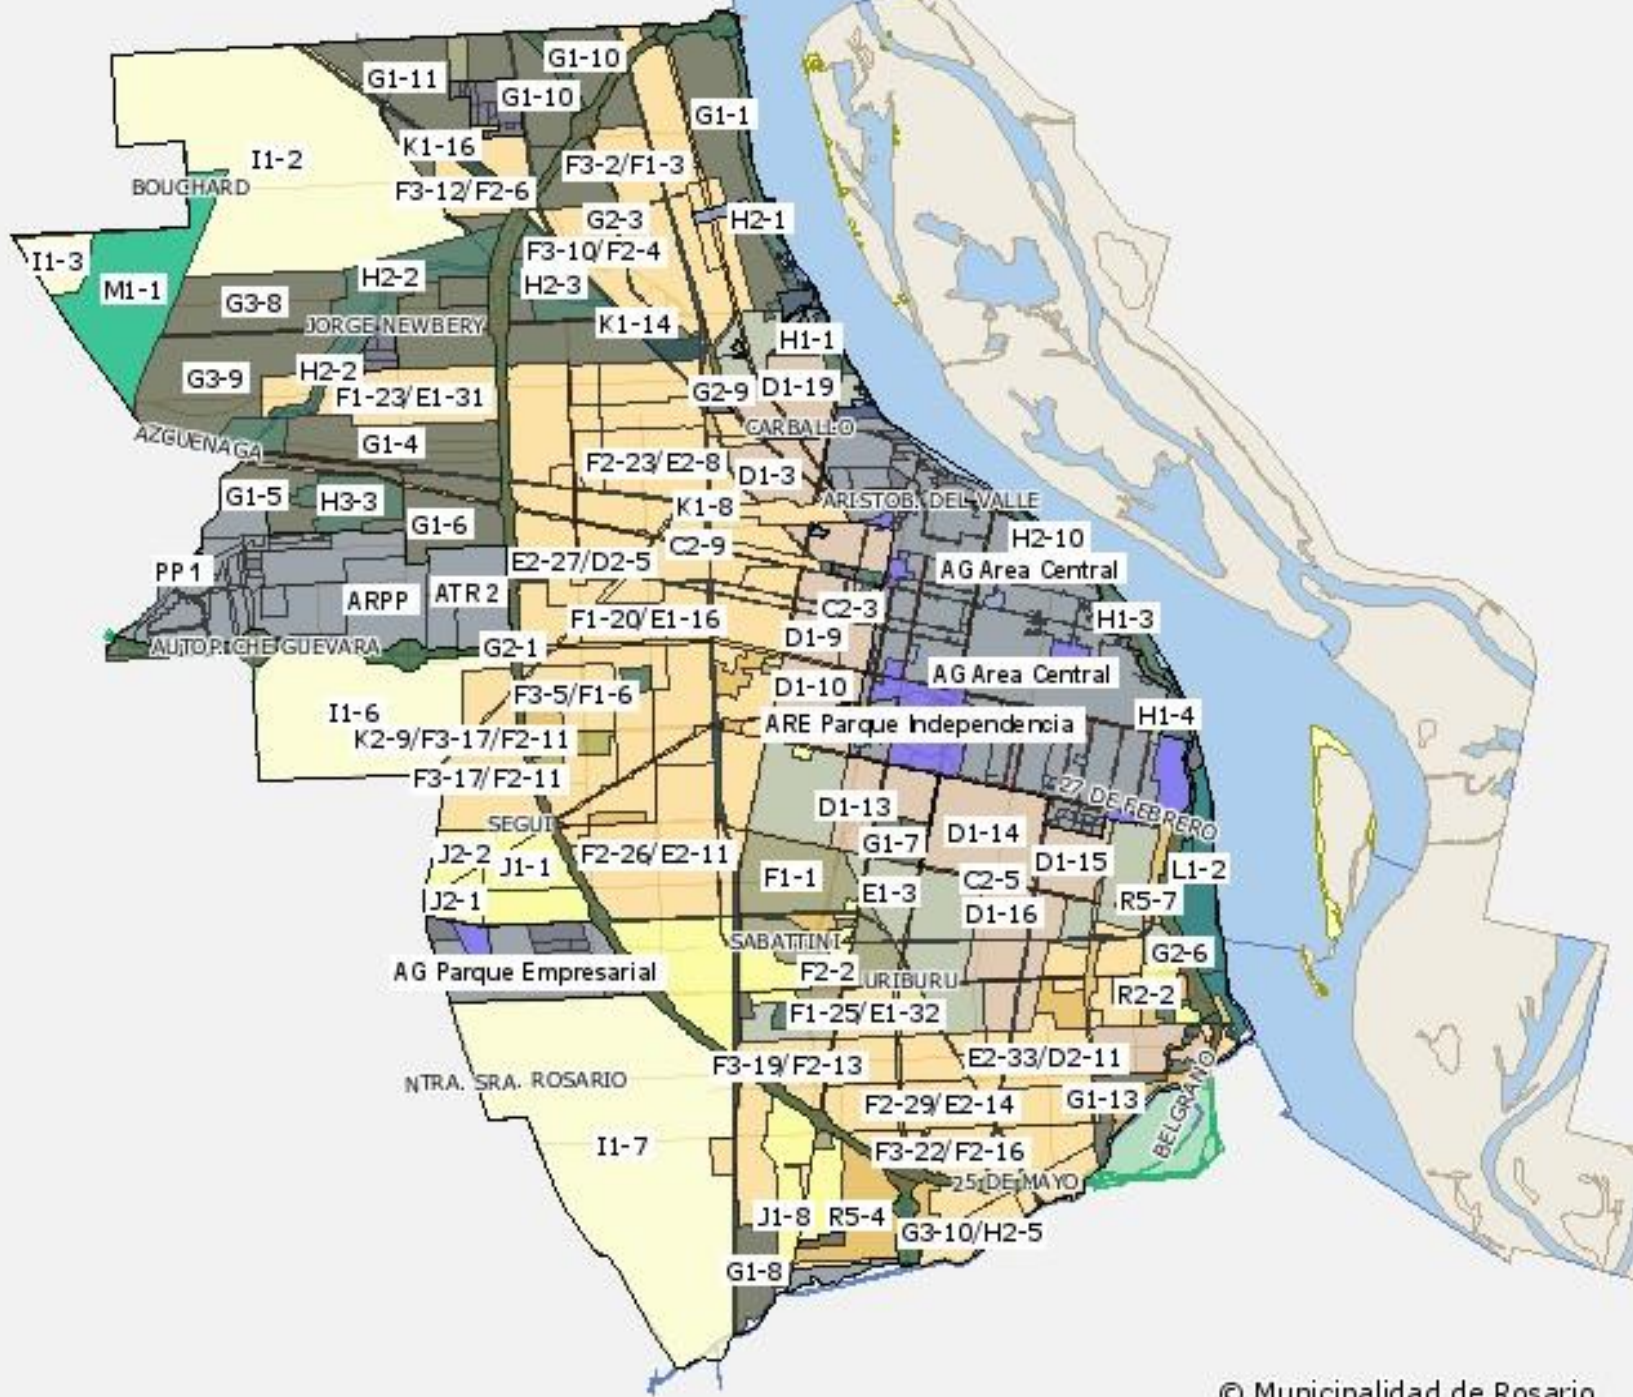 G1-10
G1-11
G1-10
G1-1
K1-16
I1-2
F3-2/F1-3
BOUCHARD
F3-12/F2-6
G2-3
H2-1
F3-10/F2-4
I1-3
H2-2
H2-3
M1-1
G3-8
JORGE NEWBERY
K1-14
H1-1
H2-2
G3-9
D1-19
G2-9
F1-23/E1-31
CARBALLO
AZCUENAGA
G1-4
F2-23/E2-8
D1-3
G1-5
H3-3
ARISTOB. DEL VALLE
K1-8
G1-6
H2-10
C2-9
PP1
E2-27/D2-5
AG Area Central
ATR 2
ARPP
C2-3
F1-20/E1-16
H1-3
D1-9
AUTOP. CHE GUEVARA
G2-1
AG Area Central
D1-10
F3-5/F1-6
I1-6
H1-4
ARE Parque Independencia
K2-9/F3-17/F2-11
F3-17/F2-11
27 DE FEBRERO
D1-13
SEGUI
D1-14
G1-7
J2-2
F2-26/E2-11
D1-15
J1-1
L1-2
F1-1
C2-5
E1-3
J2-1
R5-7
D1-16
SABATTINI
G2-6
AG Parque Empresarial
F2-2
URIBURU
R2-2
F1-25/E1-32
E2-33/D2-11
F3-19/F2-13
NTRA. SRA. ROSARIO
G1-13
F2-29/E2-14
BELGRANO
I1-7
F3-22/F2-16
25 DE MAYO
J1-8
R5-4
G3-10/H2-5
G1-8
© Municipalidad de Rosario